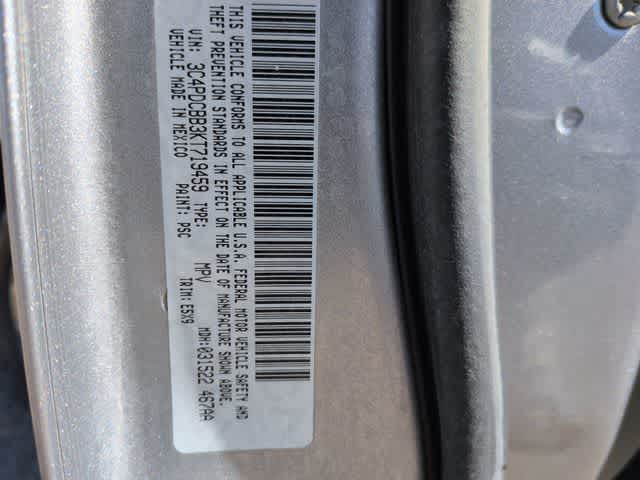 THIS VEHICLE CONFORMS TO ALL APPLICABLE U.S.A. FEDERAL MOTOR VEHICLE SAFETY AND
THEFT PREVENTION STANDARDS IN EFFECT ON THE DATE OF MANUFACTURE SHOWN ABOVE.
VIN: 3C4PDCBB3KT719459 TYPE: MPV MDH:031522 467AA
VEHICLE MADE IN MEXICO PAINT: PSC TRIM: E5X9